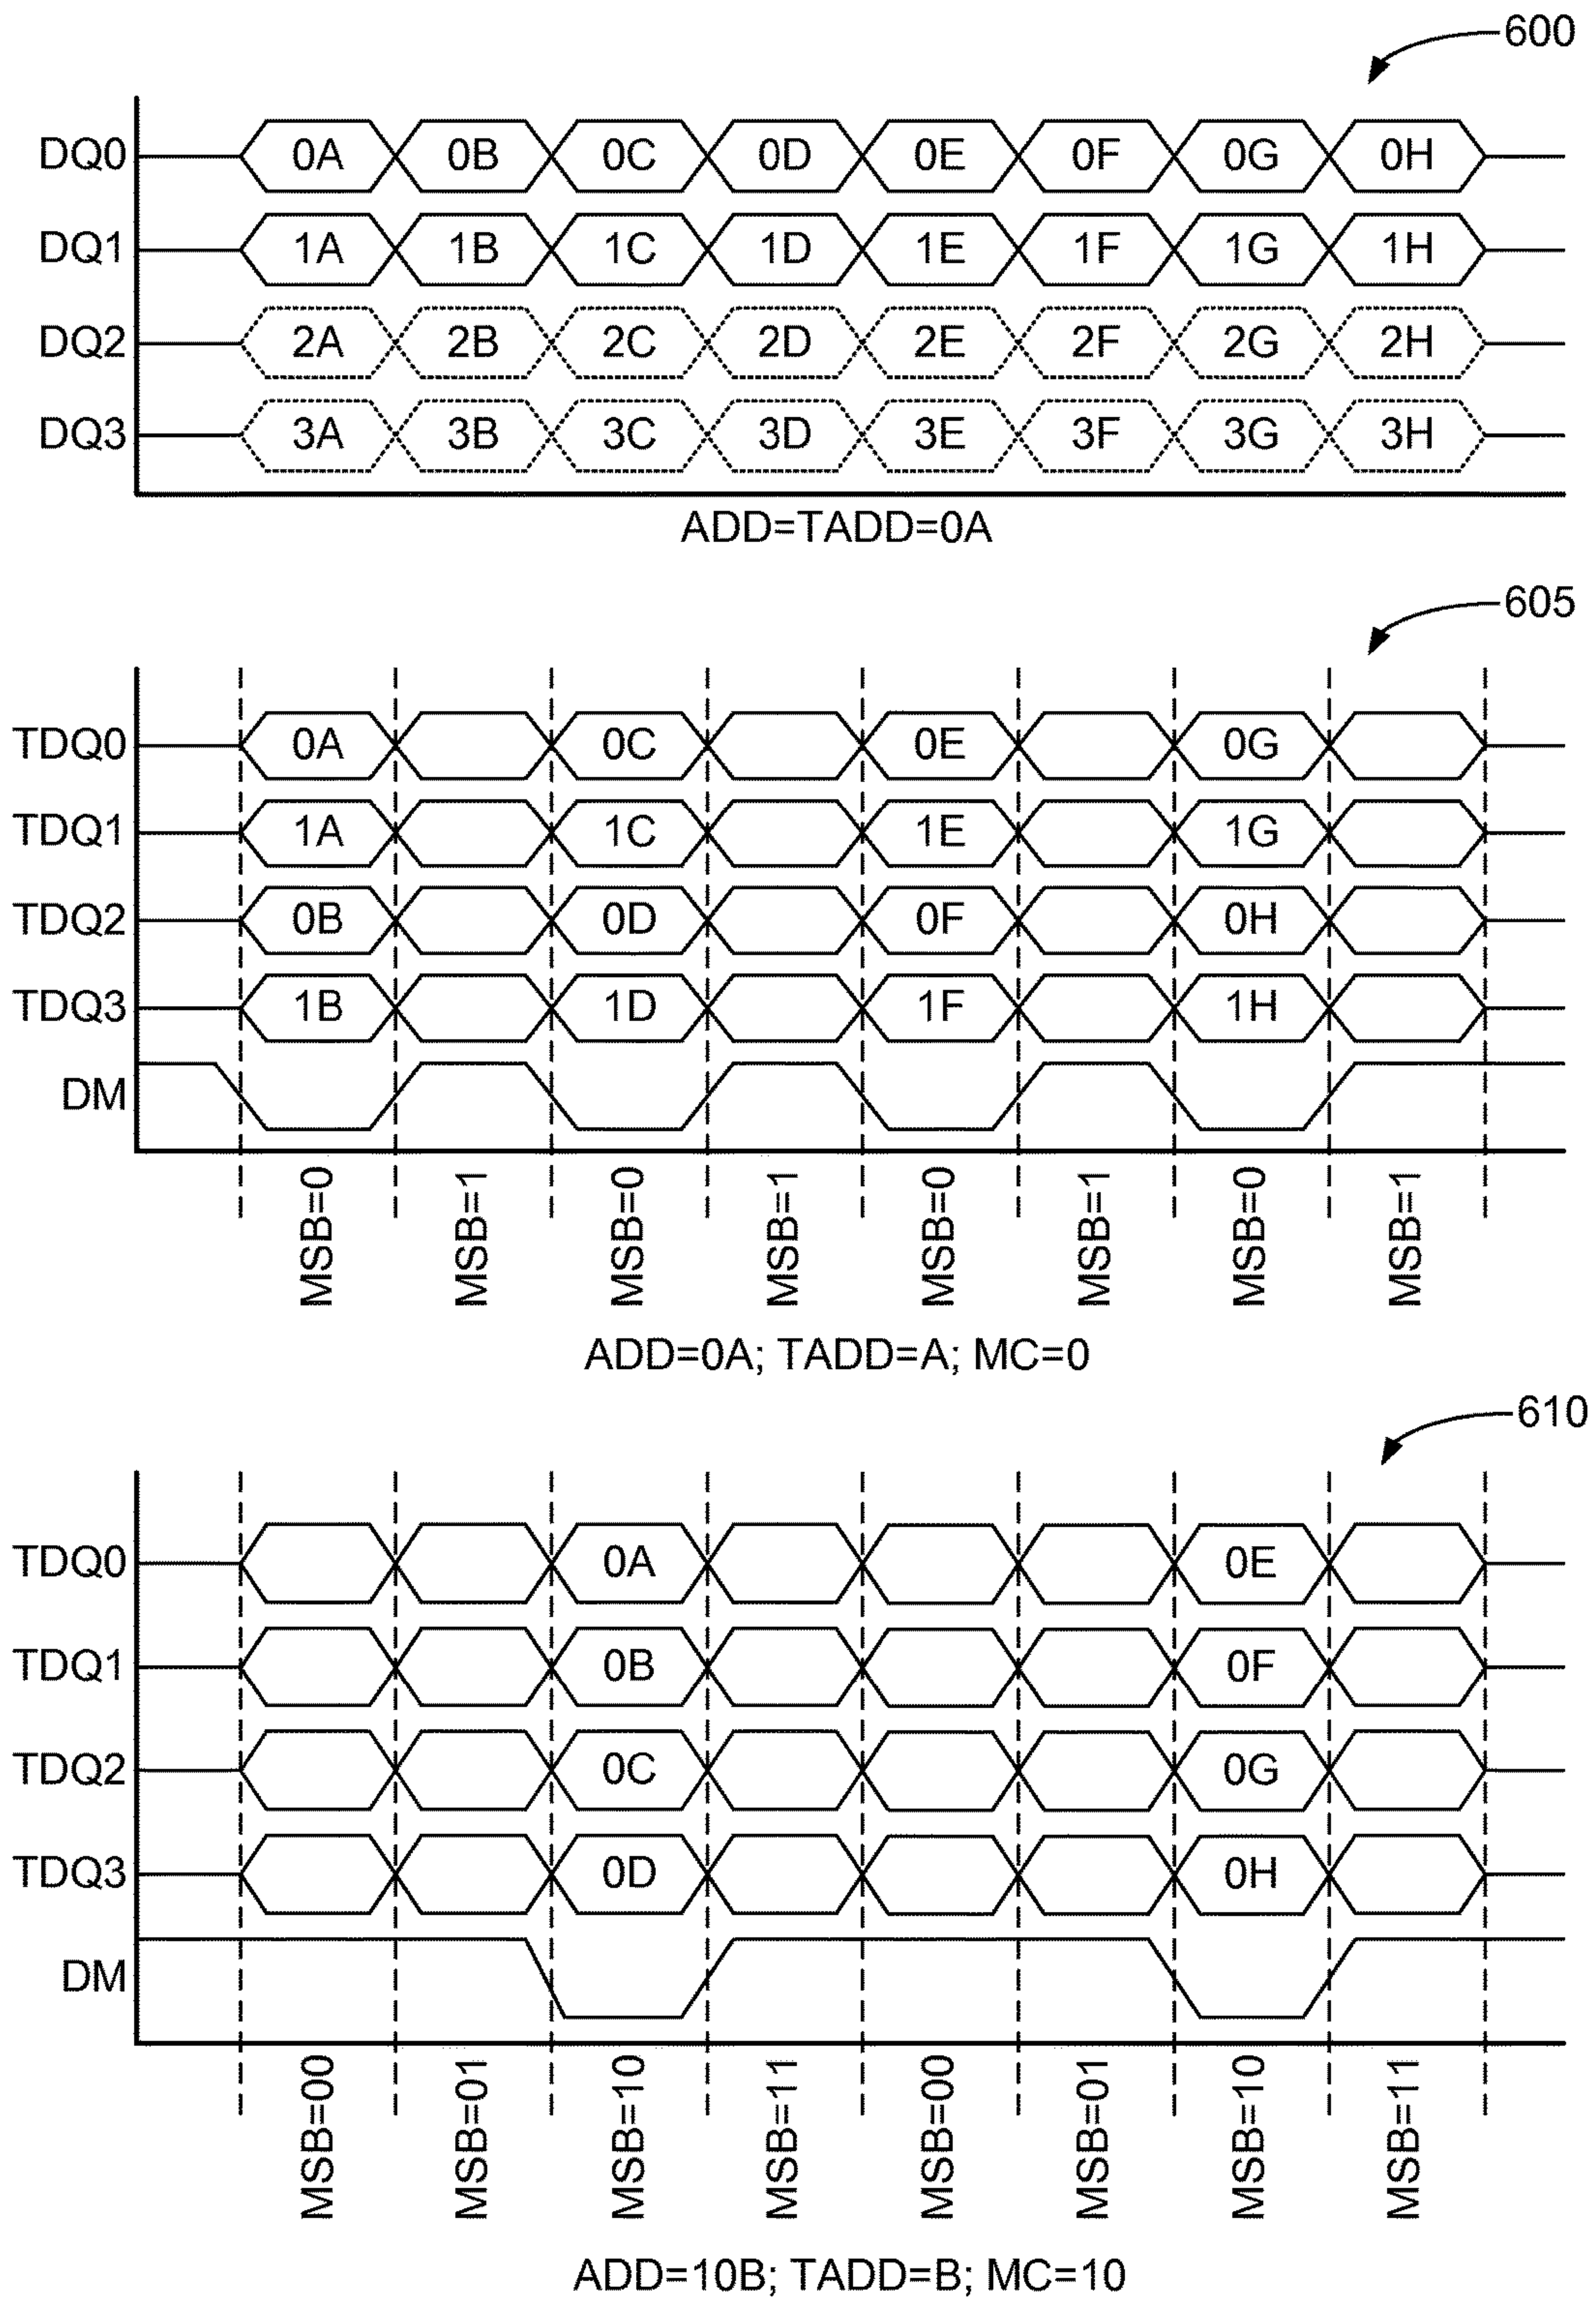 600
DQ0 0A 0B 0C 0D 0E 0F 0G 0H
DQ1 1A 1B 1C 1D 1E 1F 1G 1H
DQ2 2A 2B 2C 2D 2E 2F 2G 2H
DQ3 3A 3B 3C 3D 3E 3F 3G 3H
ADD=TADD=0A
605
TDQ0 0A 0C 0E 0G
TDQ1 1A 1C 1E 1G
TDQ2 0B 0D 0F 0H
TDQ3 1B 1D 1F 1H
DM
MSB=0 MSB=1 MSB=0 MSB=1 MSB=0 MSB=1 MSB=0 MSB=1
ADD=0A; TADD=A; MC=0
610
TDQ0 0A 0E
TDQ1 0B 0F
TDQ2 0C 0G
TDQ3 0D 0H
DM
MSB=00 MSB=01 MSB=10 MSB=11 MSB=00 MSB=01 MSB=10 MSB=11
ADD=10B; TADD=B; MC=10